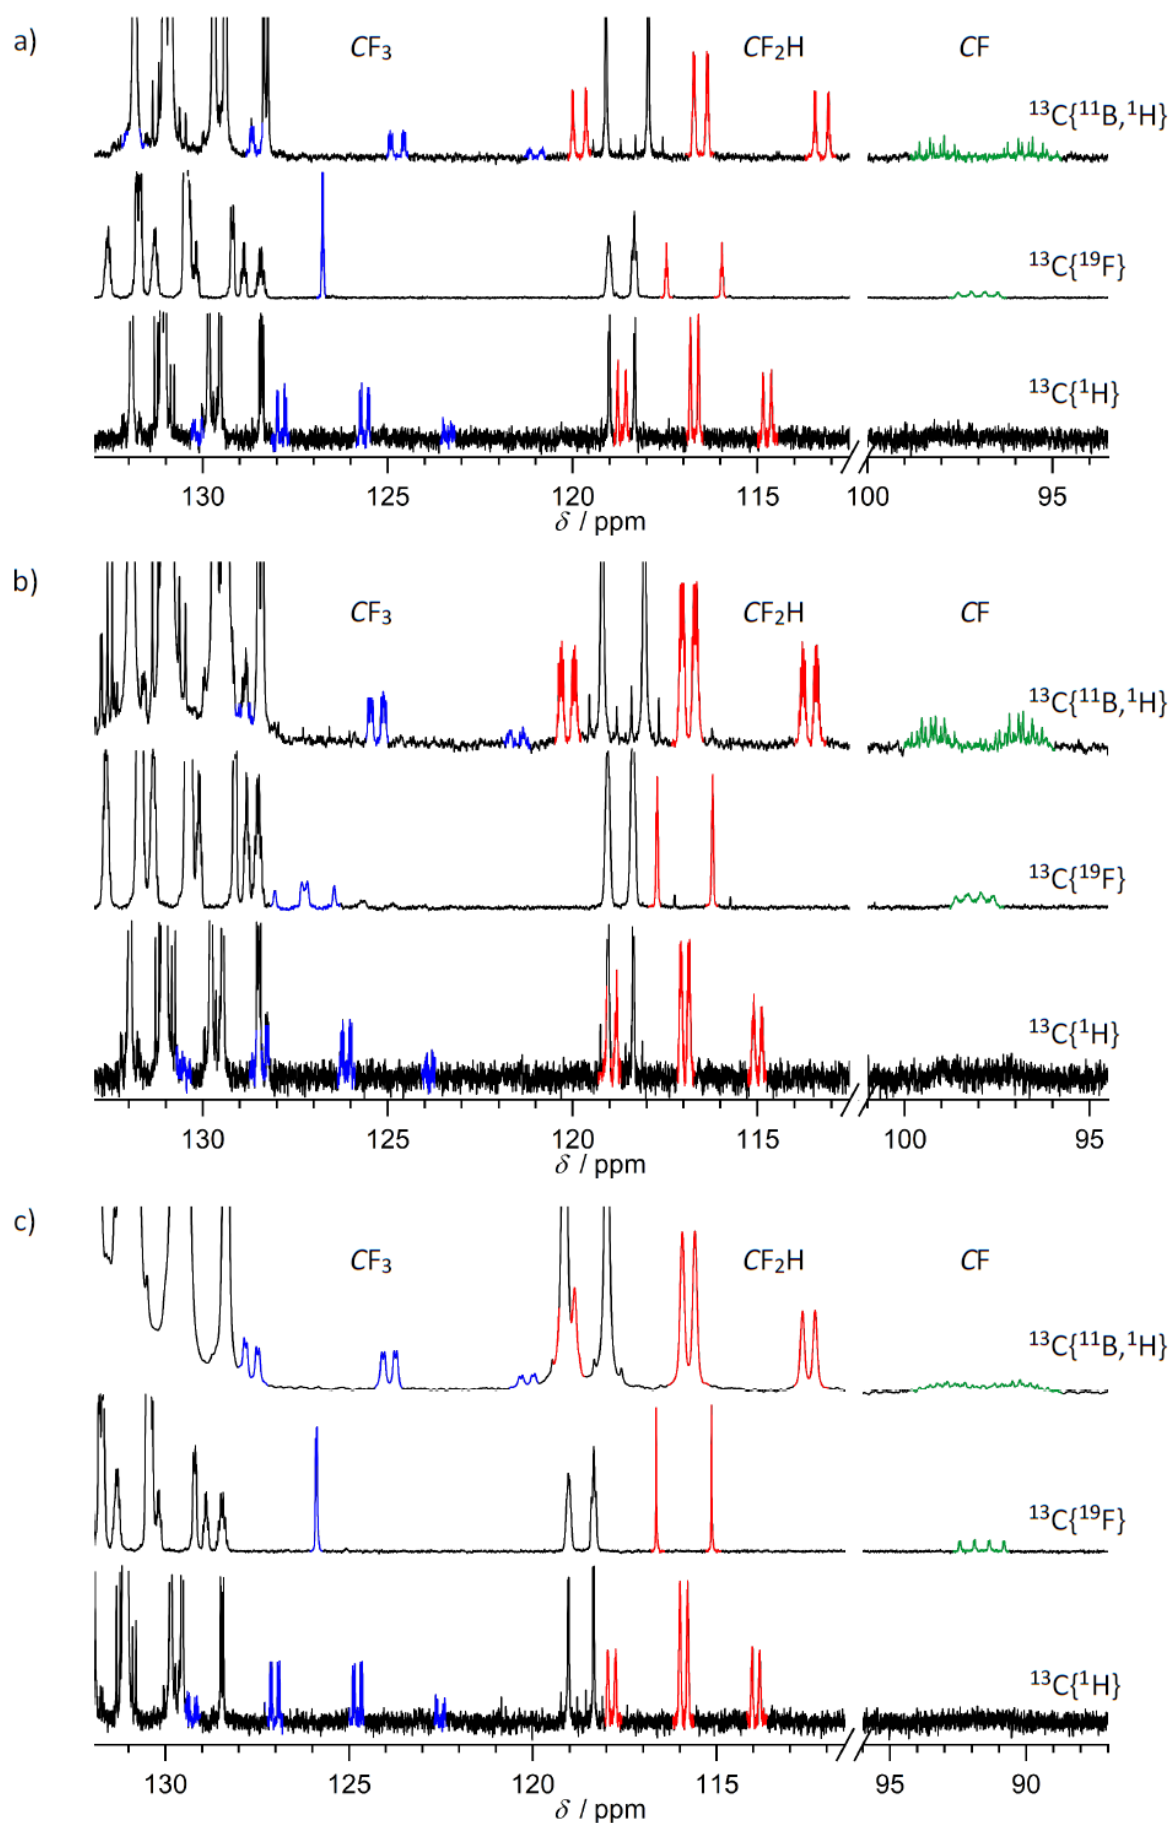 a)
CF₃ CF₂H CF
¹³C{¹¹B,¹H}
¹³C{¹⁹F}
¹³C{¹H}
130 125 120 115 100 95
δ / ppm
b)
CF₃ CF₂H CF
¹³C{¹¹B,¹H}
¹³C{¹⁹F}
¹³C{¹H}
130 125 120 115 100 95
δ / ppm
c)
CF₃ CF₂H CF
¹³C{¹¹B,¹H}
¹³C{¹⁹F}
¹³C{¹H}
130 125 120 115 95 90
δ / ppm